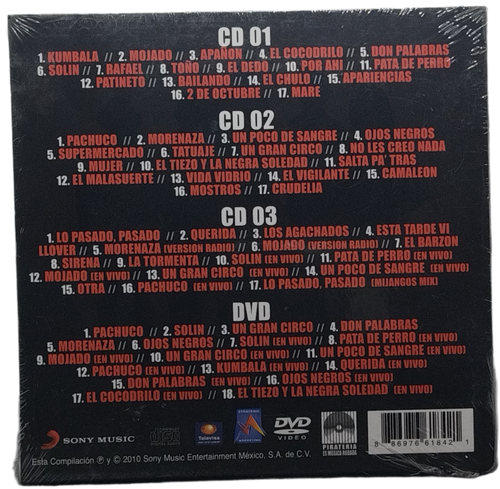 CD 01
1. KUMBALA // 2. MOJADO // 3. APAÑON // 4. EL COCODRILO // 5. DON PALABRAS
6. SOLIN // 7. RAFAEL // 8. TOÑO // 9. EL DEDO // 10. POR AHI // 11. PATA DE PERRO
12. PATINETO // 13. BAILANDO // 14. EL CHULO // 15. APARIENCIAS
16. 2 DE OCTUBRE // 17. MARE
CD 02
1. PACHUCO // 2. MORENAZA // 3. UN POCO DE SANGRE // 4. OJOS NEGROS
5. SUPERMERCADO // 6. TATUAJE // 7. UN GRAN CIRCO // 8. NO LES CREO NADA
9. MUJER // 10. EL TIEZO Y LA NEGRA SOLEDAD // 11. SALTA PA' TRAS
12. EL MALASUERTE // 13. VIDA VIDRIO // 14. EL VIGILANTE // 15. CAMALEON
16. MOSTROS // 17. CRUDELIA
CD 03
1. LO PASADO, PASADO // 2. QUERIDA // 3. LOS AGACHADOS // 4. ESTA TARDE VI
LLOVER // 5. MORENAZA (VERSION RADIO) // 6. MOJADO (VERSION RADIO) // 7. EL BARZON
8. SIRENA // 9. LA TORMENTA // 10. SOLIN (EN VIVO) // 11. PATA DE PERRO (EN VIVO)
12. MOJADO (EN VIVO) // 13. UN GRAN CIRCO (EN VIVO) // 14. UN POCO DE SANGRE (EN VIVO)
15. OTRA // 16. PACHUCO (EN VIVO) // 17. LO PASADO, PASADO (MIJANGOS MIX)
DVD
1. PACHUCO // 2. SOLIN // 3. UN GRAN CIRCO // 4. DON PALABRAS
5. MORENAZA // 6. OJOS NEGROS // 7. SOLIN (EN VIVO) // 8. PATA DE PERRO (EN VIVO)
9. MOJADO (EN VIVO) // 10. UN GRAN CIRCO (EN VIVO) // 11. UN POCO DE SANGRE (EN VIVO)
12. PACHUCO (EN VIVO) // 13. KUMBALA (EN VIVO) // 14. QUERIDA (EN VIVO)
15. DON PALABRAS (EN VIVO) // 16. OJOS NEGROS (EN VIVO)
17. EL COCODRILO (EN VIVO) // 18. EL TIEZO Y LA NEGRA SOLEDAD (EN VIVO)
SONY MUSIC
Televisa
DVD
VIDEO
PIRATERIA
ES MUSICA ROBADA
8 86976 61842 1
Esta Compilación ℗ y © 2010 Sony Music Entertainment México, S.A. de C.V.